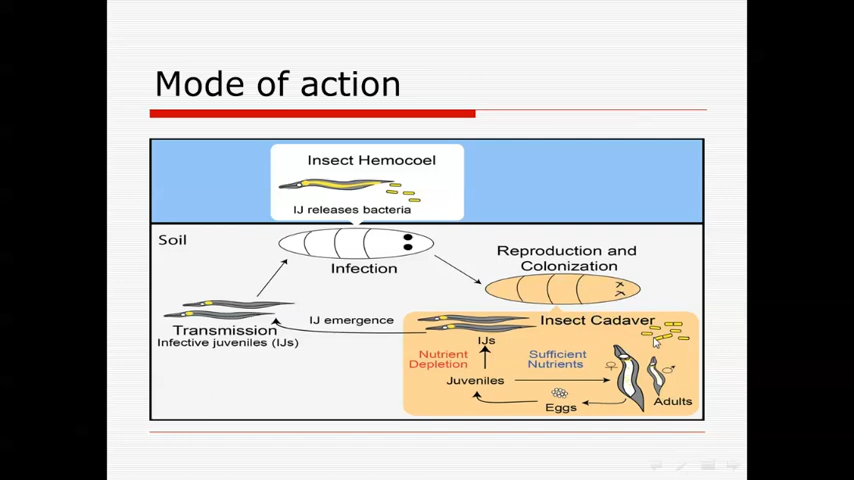 Mode of action
Insect Hemocoel
IJ releases bacteria
Soil
Infection
Reproduction and
Colonization
Transmission
Infective juveniles (IJs)
IJ emergence
Insect Cadaver
IJs
Nutrient
Depletion
Sufficient
Nutrients
Juveniles
♀
♂
Eggs
Adults